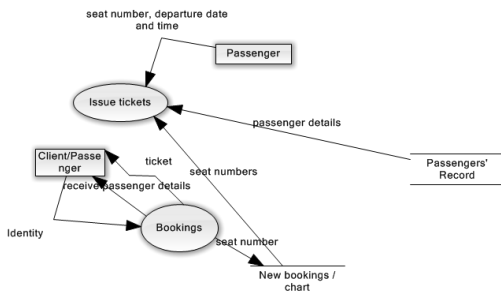 seat number, departure date
and time
Passenger
Issue tickets
passenger details
Passengers'
Record
Client/Passe
nger
ticket
seat numbers
receive passenger details
Identity
Bookings
seat number
New bookings /
chart